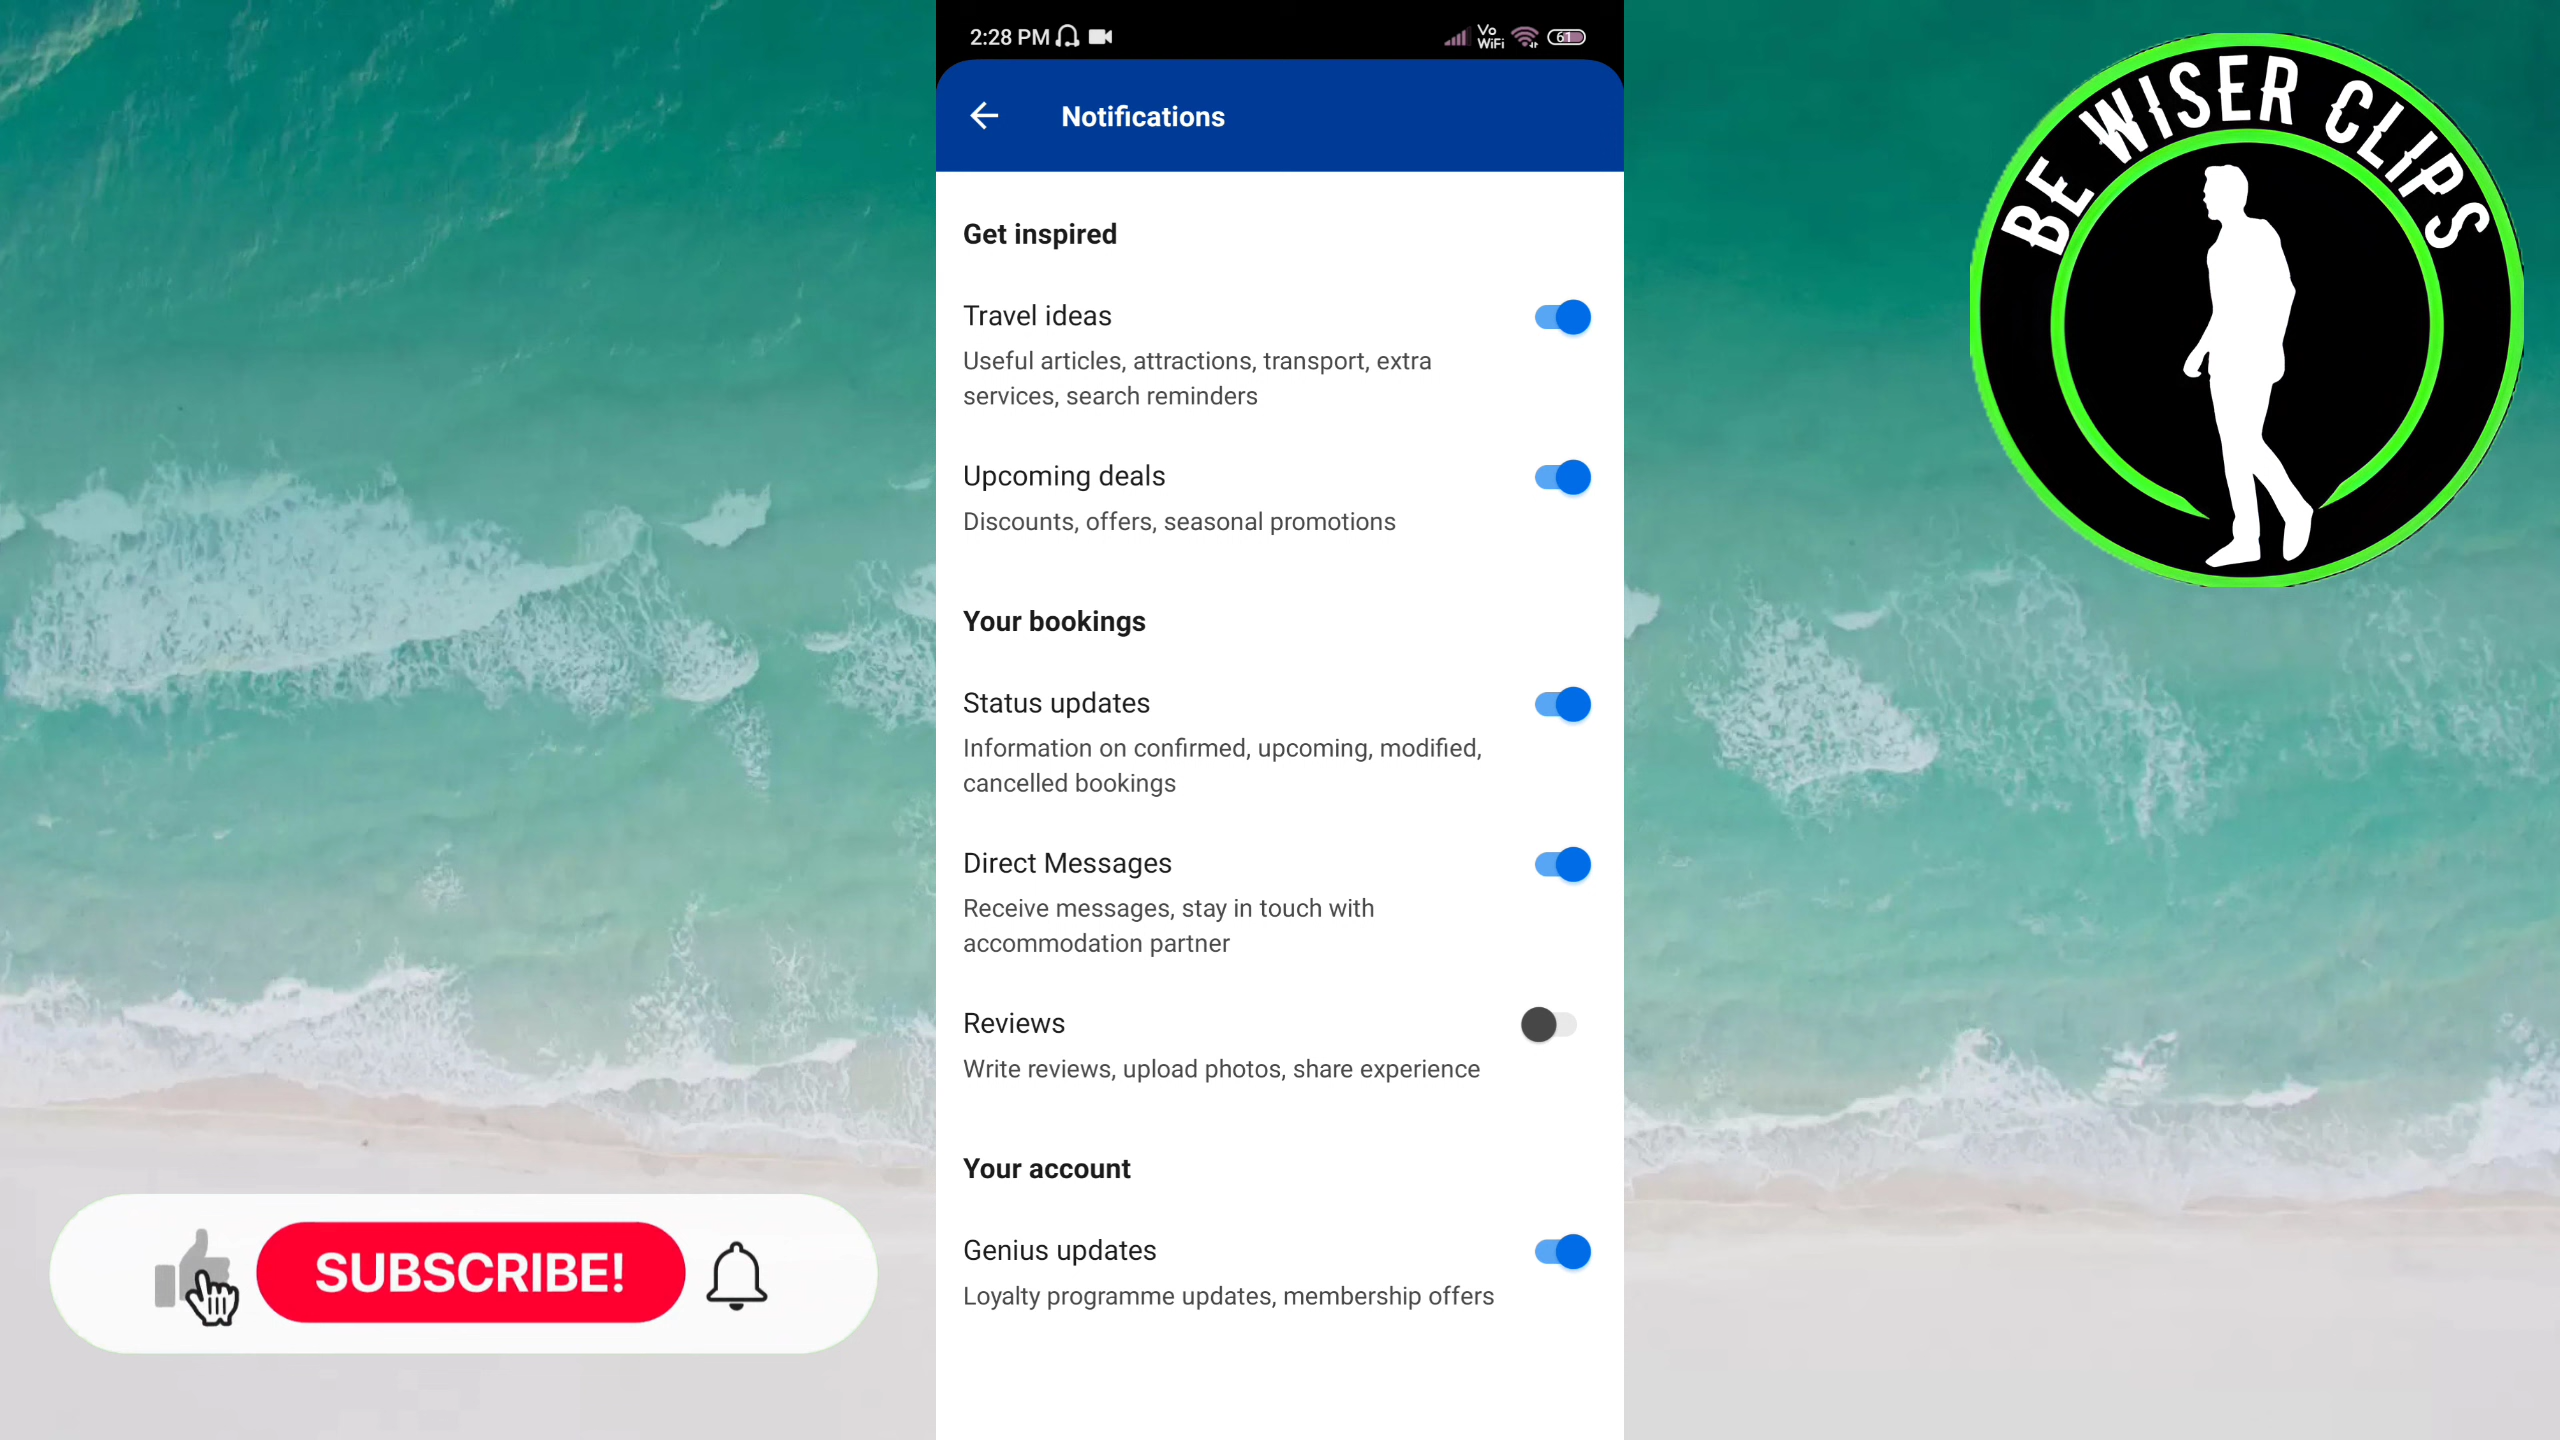 2:28 PM
Vo
WiFi
61
Notifications
Get inspired
Travel ideas
Useful articles, attractions, transport, extra
services, search reminders
Upcoming deals
Discounts, offers, seasonal promotions
Your bookings
Status updates
Information on confirmed, upcoming, modified,
cancelled bookings
Direct Messages
Receive messages, stay in touch with
accommodation partner
Reviews
Write reviews, upload photos, share experience
Your account
Genius updates
Loyalty programme updates, membership offers
BE WISER CLIPS
SUBSCRIBE!